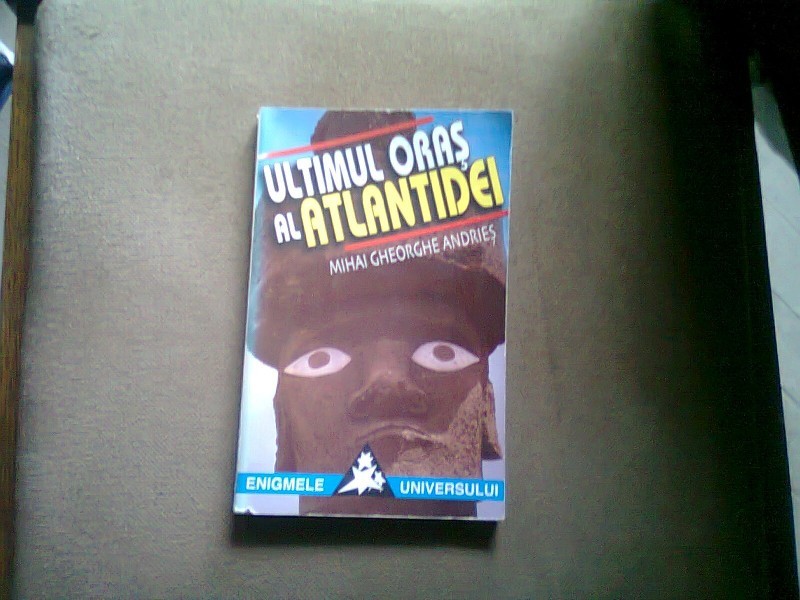 ULTIMUL ORAȘ
AL ATLANTIDEI
MIHAI GHEORGHE ANDRIEȘ
ENIGMELE UNIVERSULUI